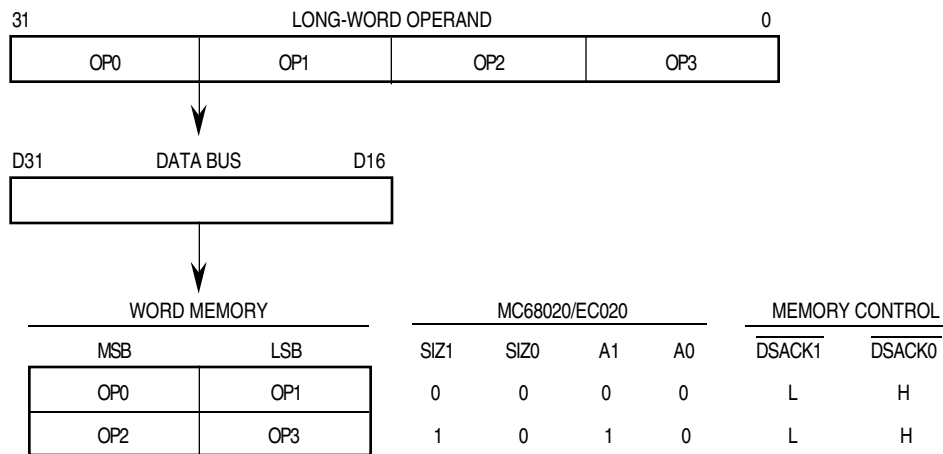 31 LONG-WORD OPERAND 0
OP0 OP1 OP2 OP3
D31 DATA BUS D16
WORD MEMORY MC68020/EC020 MEMORY CONTROL
MSB LSB SIZ1 SIZ0 A1 A0 DSACK1 DSACK0
OP0 OP1 0 0 0 0 L H
OP2 OP3 1 0 1 0 L H